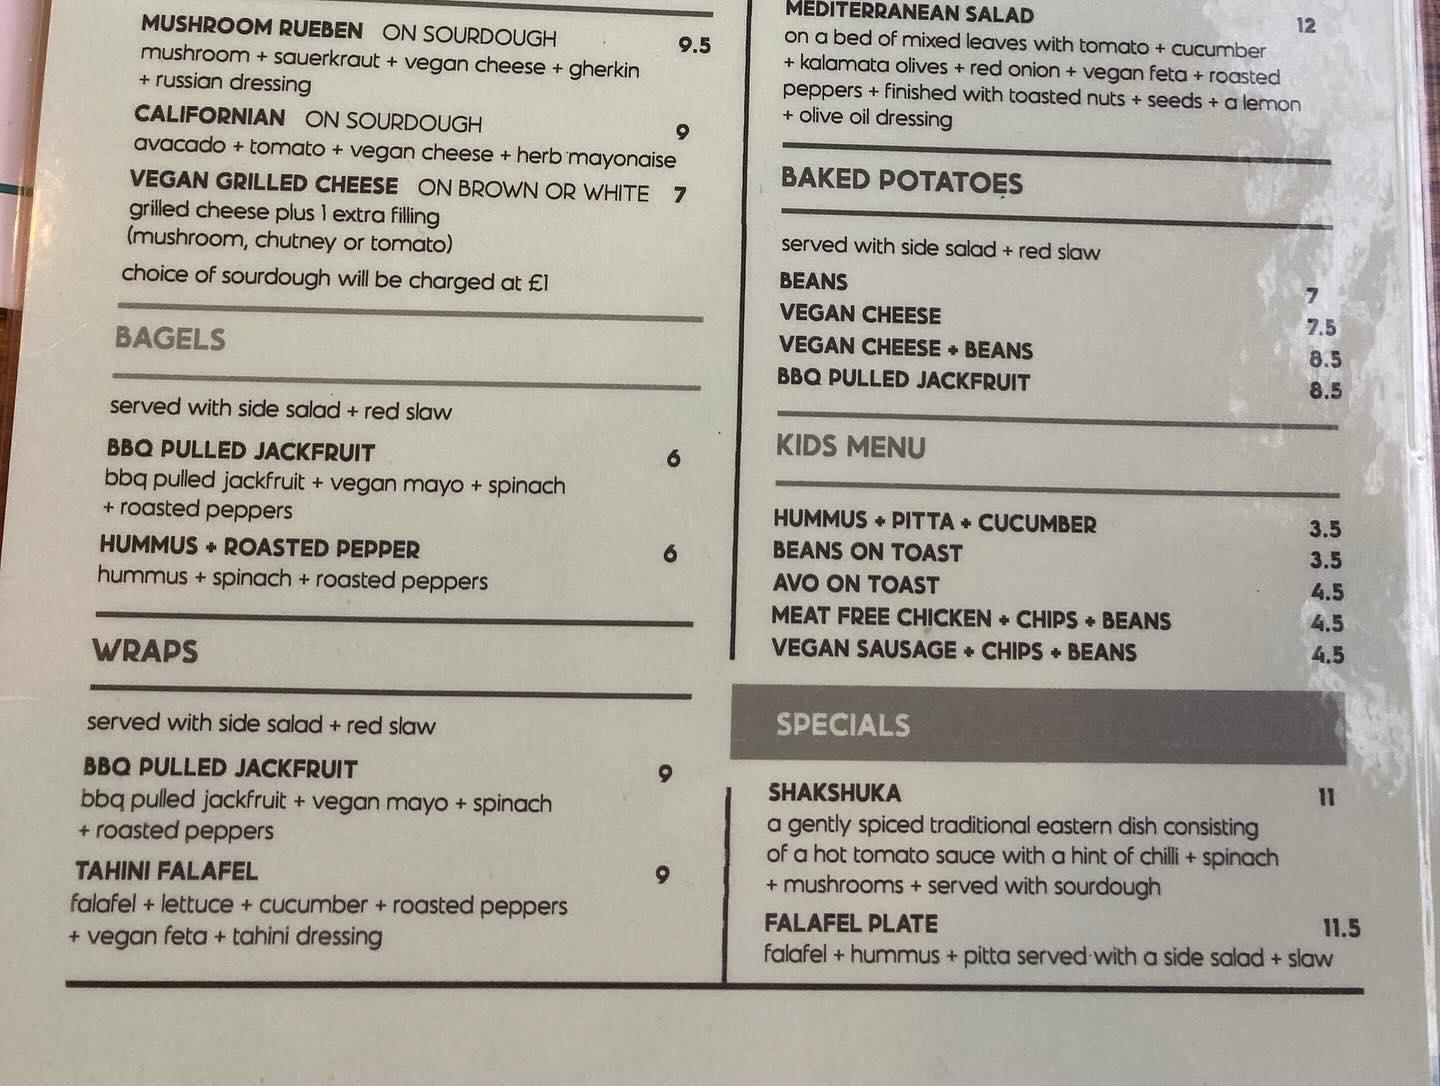 MUSHROOM RUEBEN ON SOURDOUGH 9.5
mushroom + sauerkraut + vegan cheese + gherkin
+ russian dressing
CALIFORNIAN ON SOURDOUGH 9
avacado + tomato + vegan cheese + herb mayonaise
VEGAN GRILLED CHEESE ON BROWN OR WHITE 7
grilled cheese plus 1 extra filling
(mushroom, chutney or tomato)
choice of sourdough will be charged at £1
BAGELS
served with side salad + red slaw
BBQ PULLED JACKFRUIT 6
bbq pulled jackfruit + vegan mayo + spinach
+ roasted peppers
HUMMUS + ROASTED PEPPER 6
hummus + spinach + roasted peppers
WRAPS
served with side salad + red slaw
BBQ PULLED JACKFRUIT 9
bbq pulled jackfruit + vegan mayo + spinach
+ roasted peppers
TAHINI FALAFEL 9
falafel + lettuce + cucumber + roasted peppers
+ vegan feta + tahini dressing
MEDITERRANEAN SALAD 12
on a bed of mixed leaves with tomato + cucumber
+ kalamata olives + red onion + vegan feta + roasted
peppers + finished with toasted nuts + seeds + a lemon
+ olive oil dressing
BAKED POTATOES
served with side salad + red slaw
BEANS 7
VEGAN CHEESE 7.5
VEGAN CHEESE + BEANS 8.5
BBQ PULLED JACKFRUIT 8.5
KIDS MENU
HUMMUS + PITTA + CUCUMBER 3.5
BEANS ON TOAST 3.5
AVO ON TOAST 4.5
MEAT FREE CHICKEN + CHIPS + BEANS 4.5
VEGAN SAUSAGE + CHIPS + BEANS 4.5
SPECIALS
SHAKSHUKA 11
a gently spiced traditional eastern dish consisting
of a hot tomato sauce with a hint of chilli + spinach
+ mushrooms + served with sourdough
FALAFEL PLATE 11.5
falafel + hummus + pitta served with a side salad + slaw